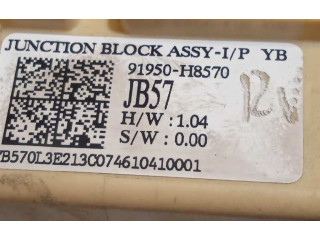 JUNCTION BLOCK ASSY-I/P YB
91950-H8570
JB57
H/W : 1.04
S/W : 0.00
B570L3E213C074610410001